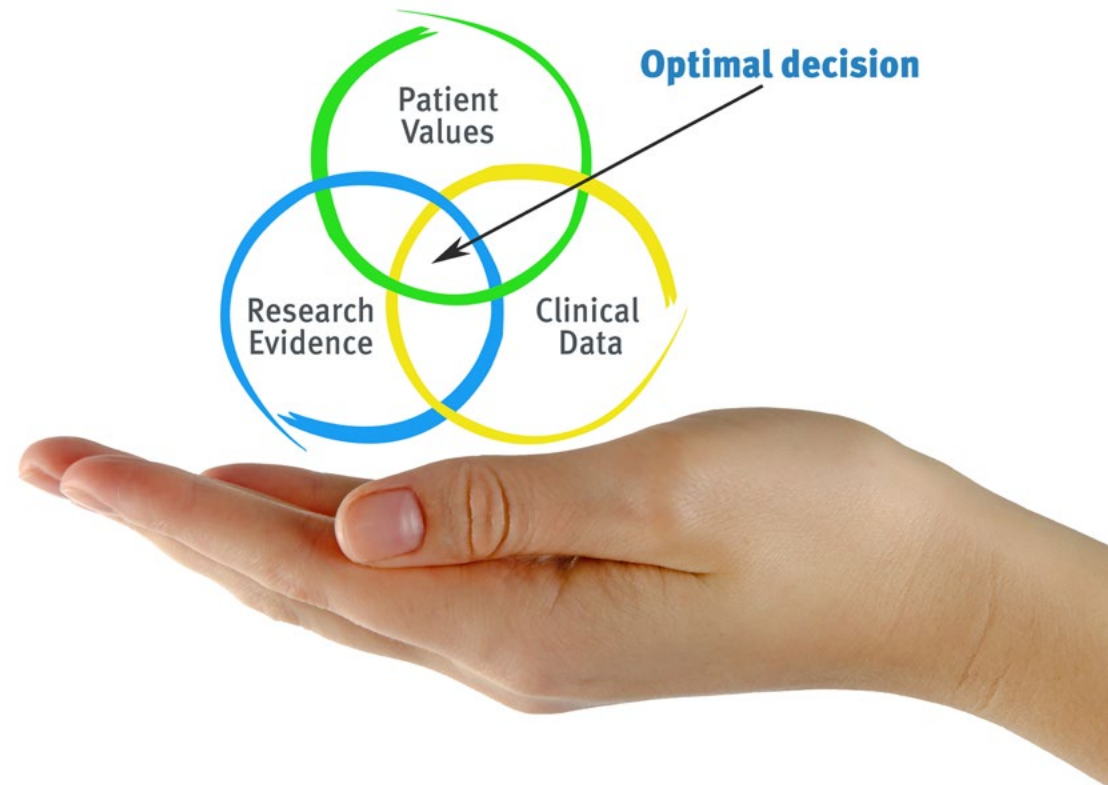 Optimal decision
Patient
Values
Research
Evidence
Clinical
Data